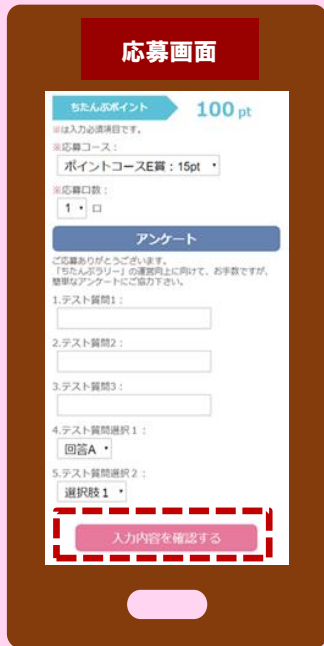 応募画面
ちたんぶポイント 100 pt
※は入力必須項目です。
※応募コース：
ポイントコースE賞：15pt
※応募口数：
1 口
アンケート
ご応募ありがとうございます。
「ちたんぶラリー」の運営向上に向けて、お手数ですが、
簡単なアンケートにご協力下さい。
1.テスト質問1：
2.テスト質問2：
3.テスト質問3：
4.テスト質問選択1：
回答A
5.テスト質問選択2：
選択肢1
入力内容を確認する